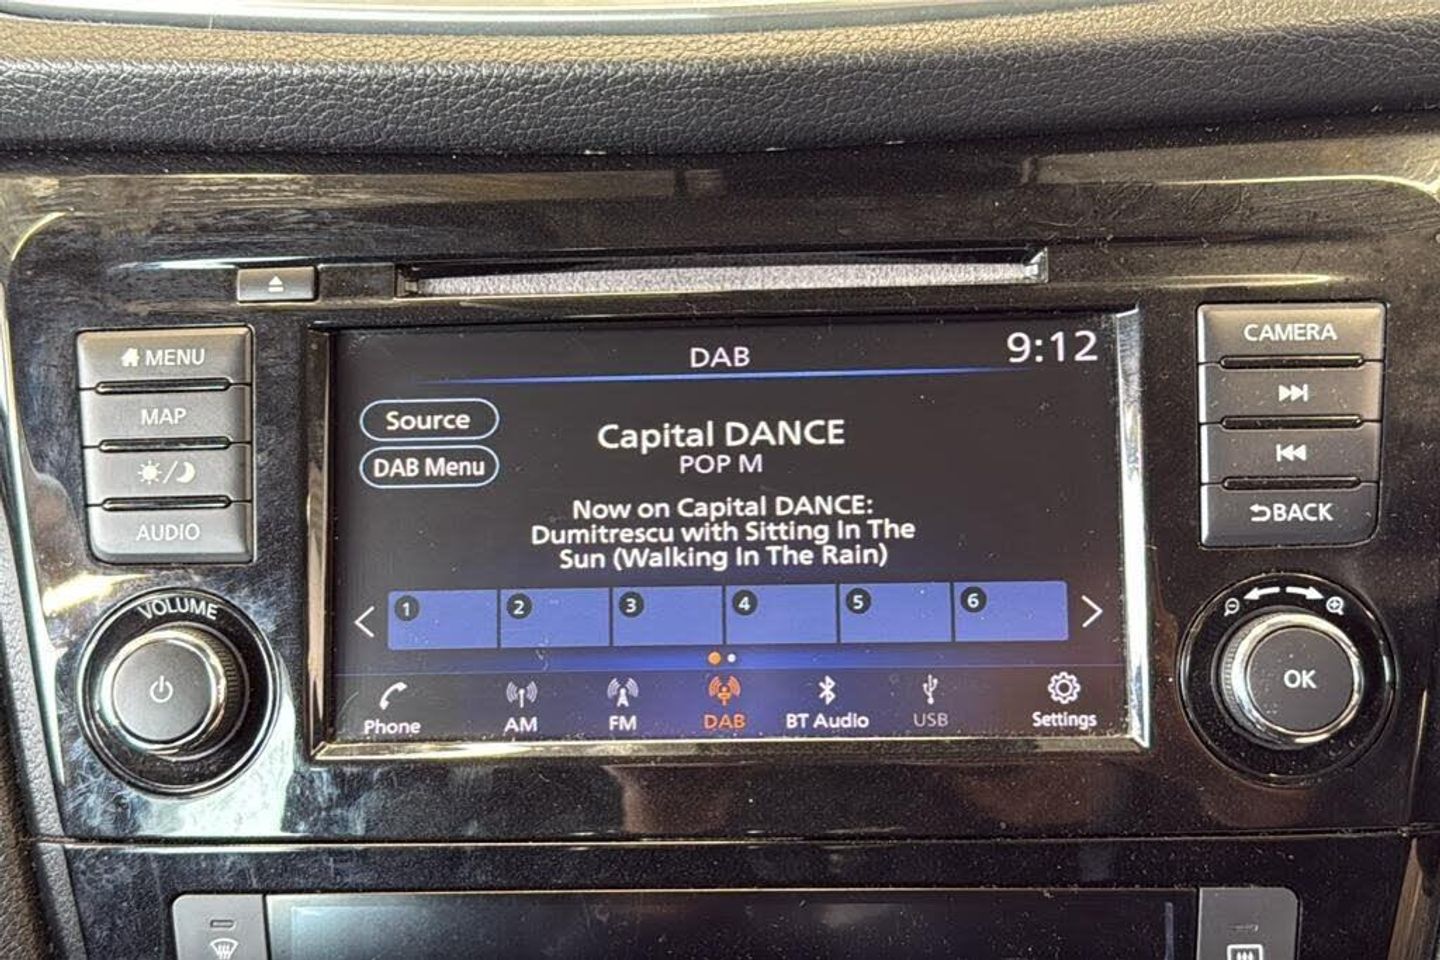 MENU
MAP
AUDIO
VOLUME
DAB
9:12
Source
DAB Menu
Capital DANCE
POP M
Now on Capital DANCE:
Dumitrescu with Sitting In The
Sun (Walking In The Rain)
1 2 3 4 5 6
Phone AM FM DAB BT Audio USB Settings
CAMERA
BACK
OK